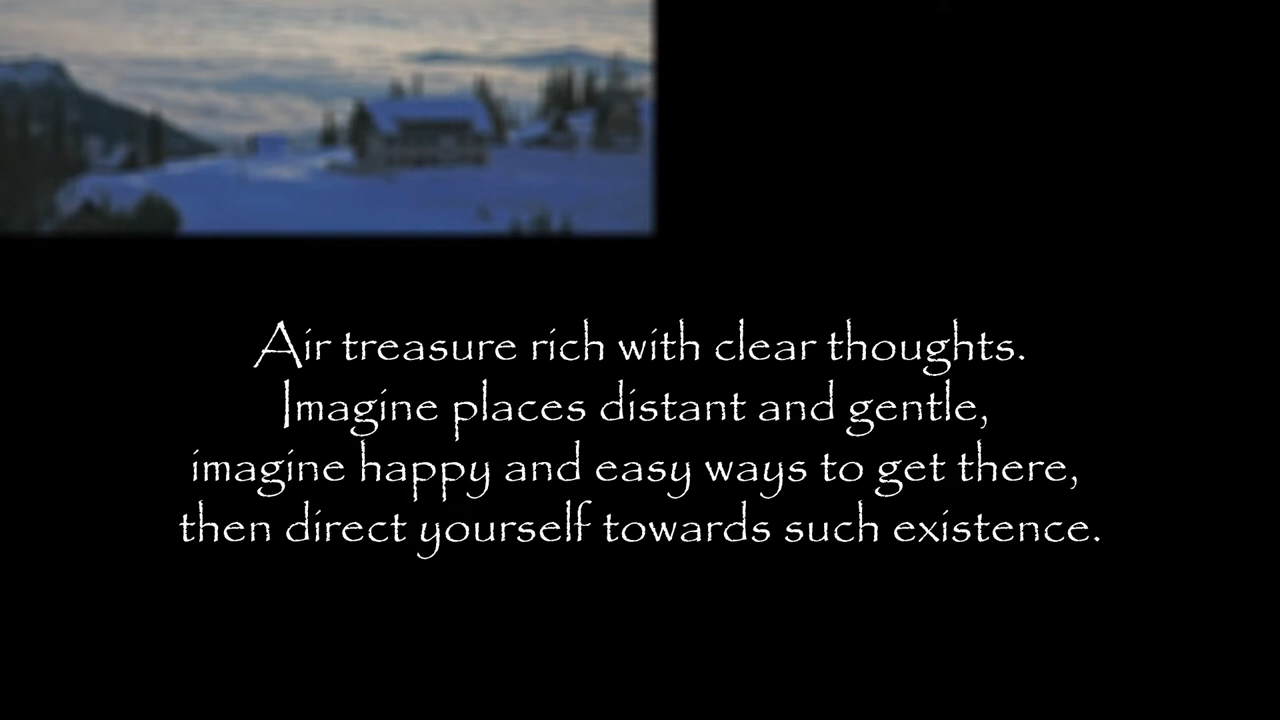 Air treasure rich with clear thoughts.
Imagine places distant and gentle,
imagine happy and easy ways to get there,
then direct yourself towards such existence.